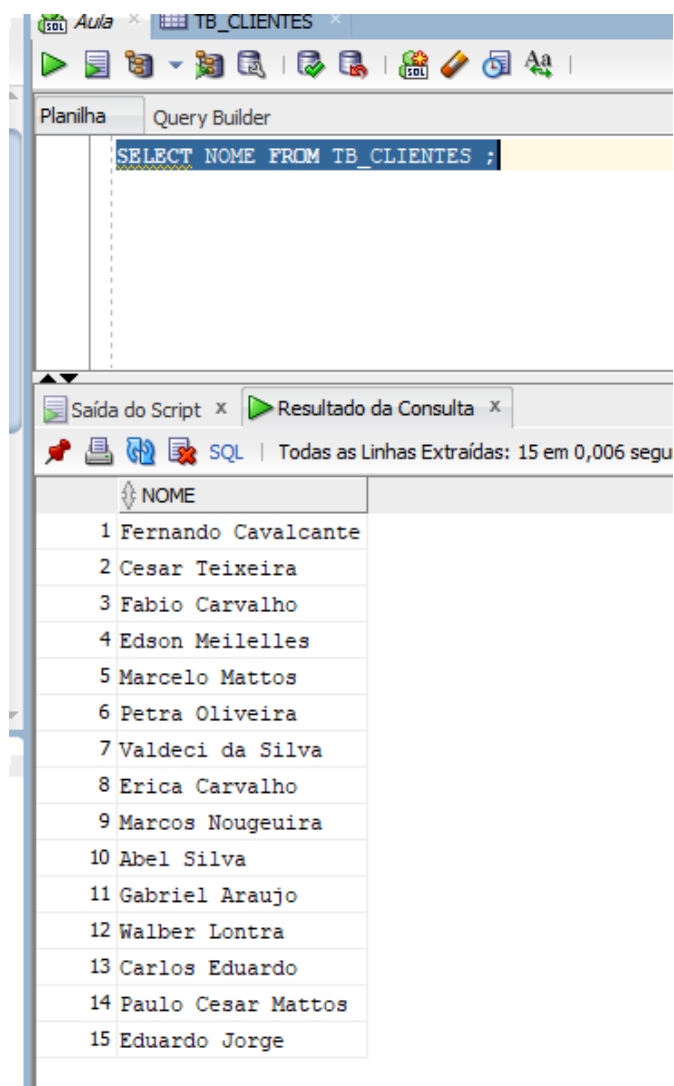 Aula TB_CLIENTES
SQL Aa
Planilha Query Builder
SELECT NOME FROM TB_CLIENTES ;
Saída do Script x Resultado da Consulta x
SQL | Todas as Linhas Extraídas: 15 em 0,006 segu
NOME
1 Fernando Cavalcante
2 Cesar Teixeira
3 Fabio Carvalho
4 Edson Meilelles
5 Marcelo Mattos
6 Petra Oliveira
7 Valdeci da Silva
8 Erica Carvalho
9 Marcos Nougeuira
10 Abel Silva
11 Gabriel Araujo
12 Walber Lontra
13 Carlos Eduardo
14 Paulo Cesar Mattos
15 Eduardo Jorge